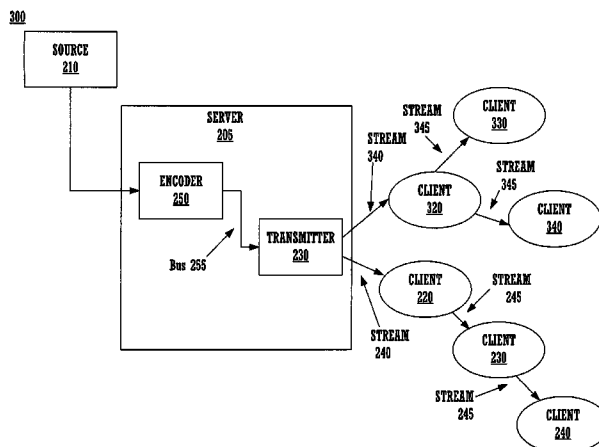 300
SOURCE
210
SERVER
205
ENCODER
250
Bus 255
TRANSMITTER
230
STREAM
340
STREAM
345
CLIENT
330
CLIENT
320
STREAM
345
CLIENT
340
CLIENT
220
STREAM
240
STREAM
245
CLIENT
230
STREAM
245
CLIENT
240